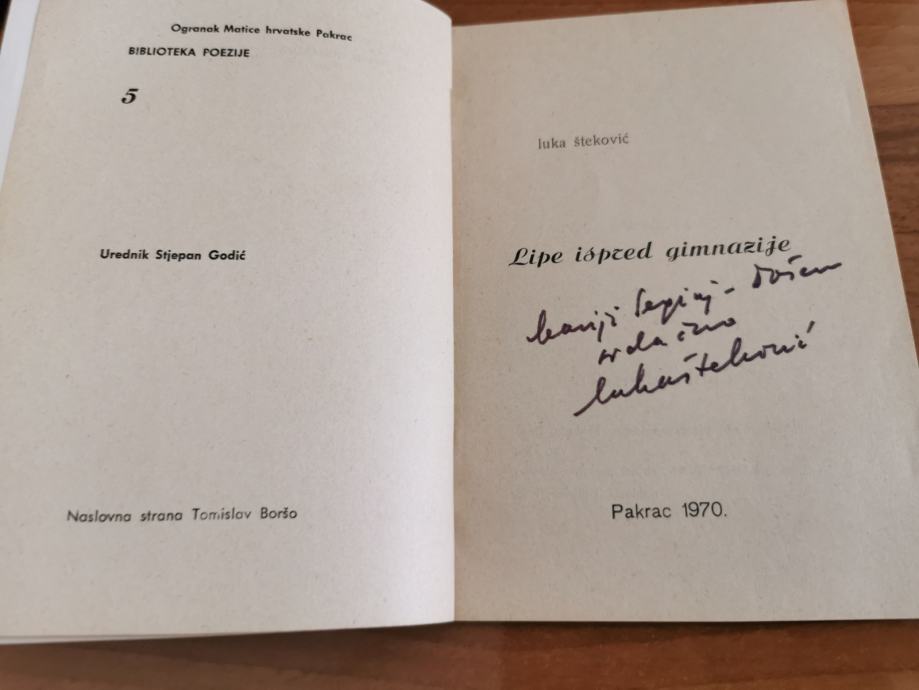 Ogranak Matice hrvatske Pakrac
BIBLIOTEKA POEZIJE
5
Urednik Stjepan Godić
Naslovna strana Tomislav Boršo
luka šteković
Lipe ispred gimnazije
srdačno
luka šteković
Pakrac 1970.